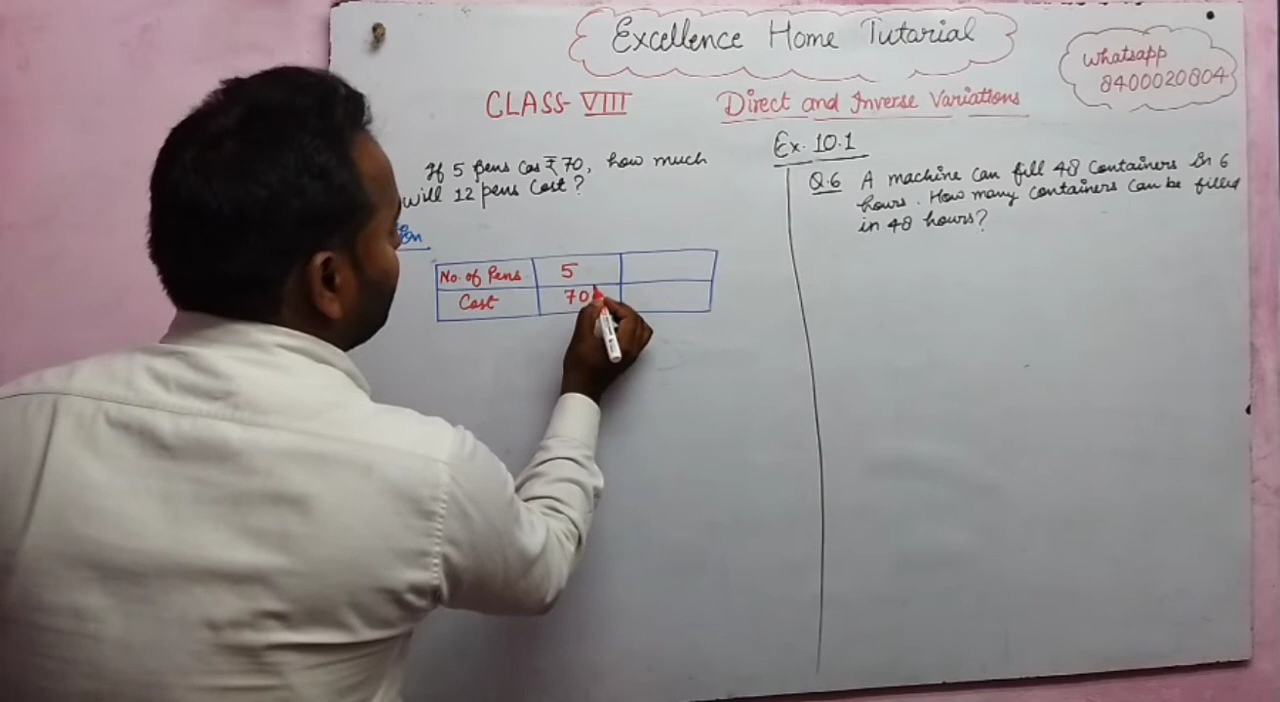 Excellence Home Tutarial
Whatsapp
8400020804
CLASS-VIII
Direct and Inverse Variations
If 5 pens cos ₹70, how much
will 12 pens cost?
No. of Pens 5
Cost 70
Ex. 10.1
Q.6 A machine can fill 48 containers in 6
hours. How many containers can be filled
in 48 hours?